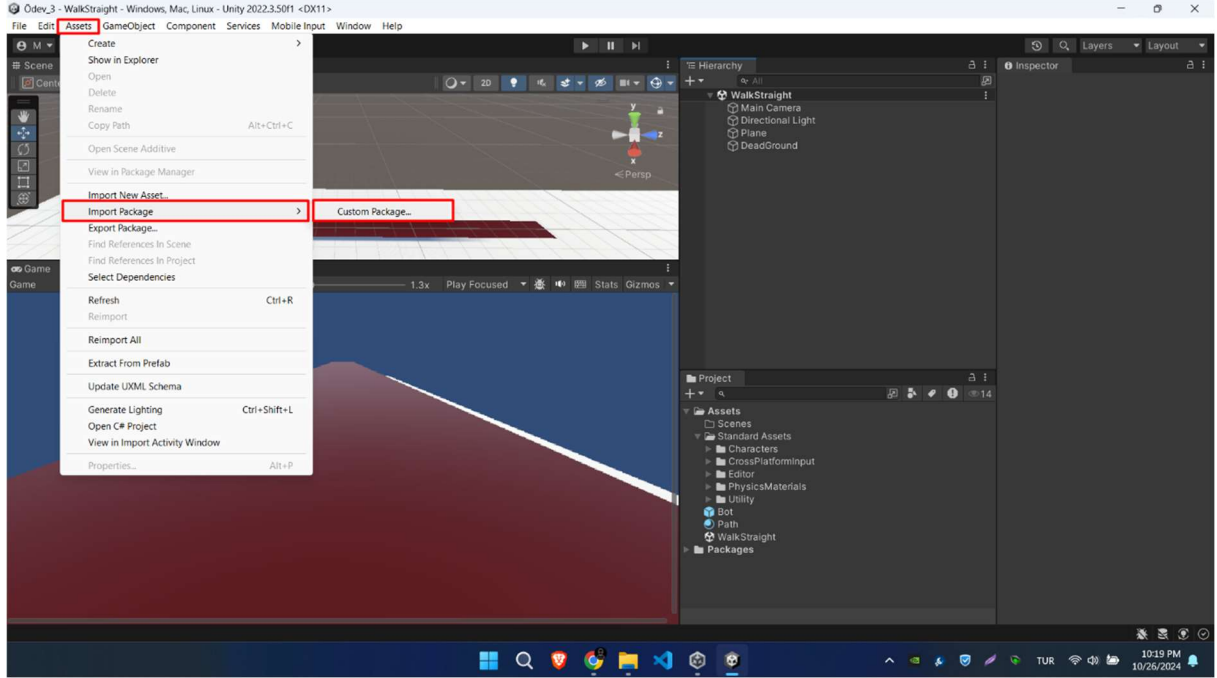 Ödev_3 - WalkStraight - Windows, Mac, Linux - Unity 2022.3.50f1 <DX11>
File Edit Assets GameObject Component Services Mobile Input Window Help
M
Layers Layout
Create
Show in Explorer
Open
Delete
Rename
Copy Path Alt+Ctrl+C
Open Scene Additive
View in Package Manager
Import New Asset...
Import Package
Custom Package...
Export Package...
Find References In Scene
Find References In Project
Select Dependencies
Refresh Ctrl+R
Reimport
Reimport All
Extract From Prefab
Update UXML Schema
Generate Lighting Ctrl+Shift+L
Open C# Project
View in Import Activity Window
Properties... Alt+P
Scene
Cente
2D
y
z
x
Persp
Game
Game
1.3x Play Focused Stats Gizmos
Hierarchy
All
WalkStraight
Main Camera
Directional Light
Plane
DeadGround
Inspector
Project
14
Assets
Scenes
Standard Assets
Characters
CrossPlatformInput
Editor
PhysicsMaterials
Utility
Bot
Path
WalkStraight
Packages
TUR
10:19 PM
10/26/2024